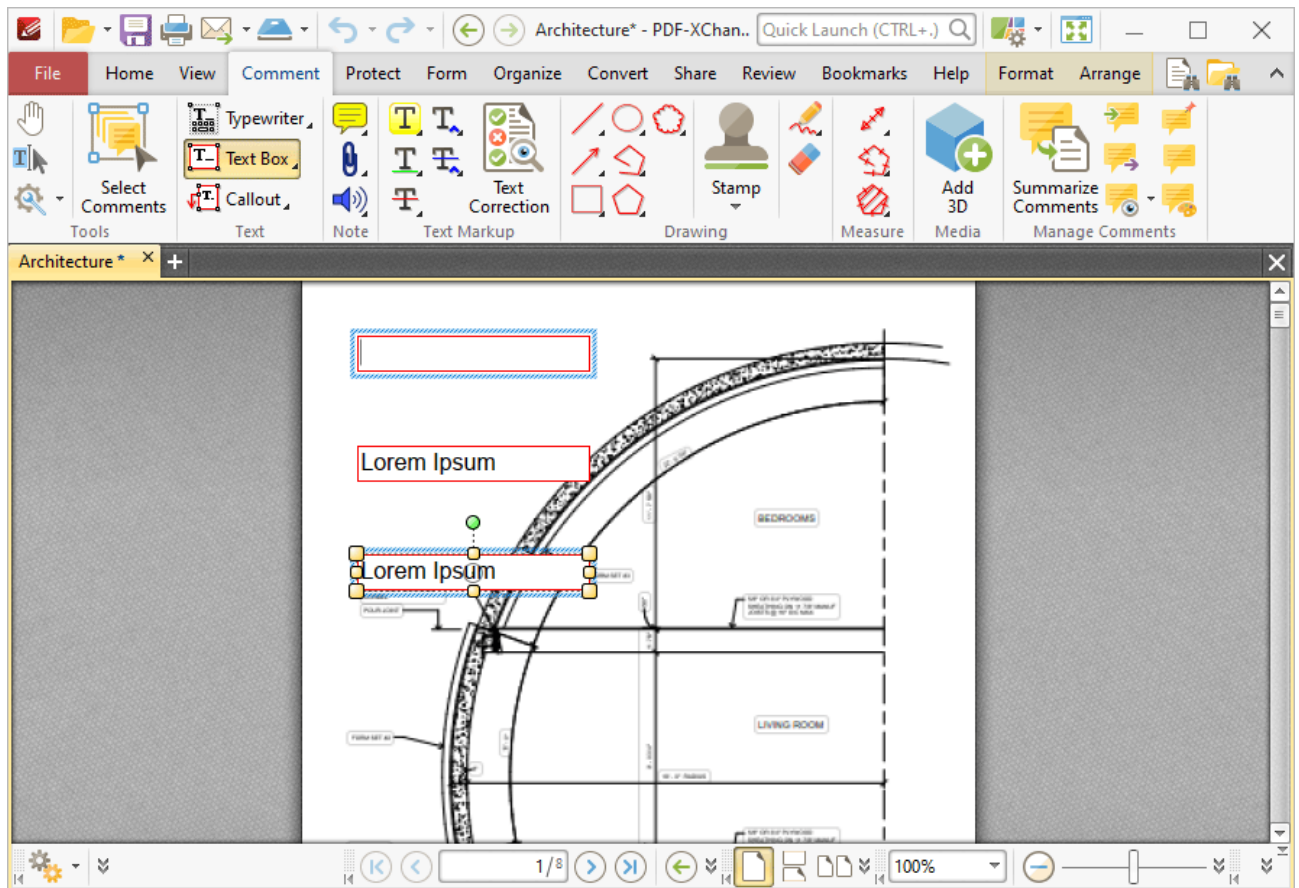 Architecture* - PDF-XChan..
Quick Launch (CTRL+.)
File Home View Comment Protect Form Organize Convert Share Review Bookmarks Help Format Arrange
Typewriter
Text Box
Callout
Select
Comments
Text
Correction
Stamp
Add
3D
Summarize
Comments
Tools Text Note Text Markup Drawing Measure Media Manage Comments
Architecture *
Lorem Ipsum
BEDROOMS
Lorem Ipsum
POUR JOINT
LIVING ROOM
1/8
100%